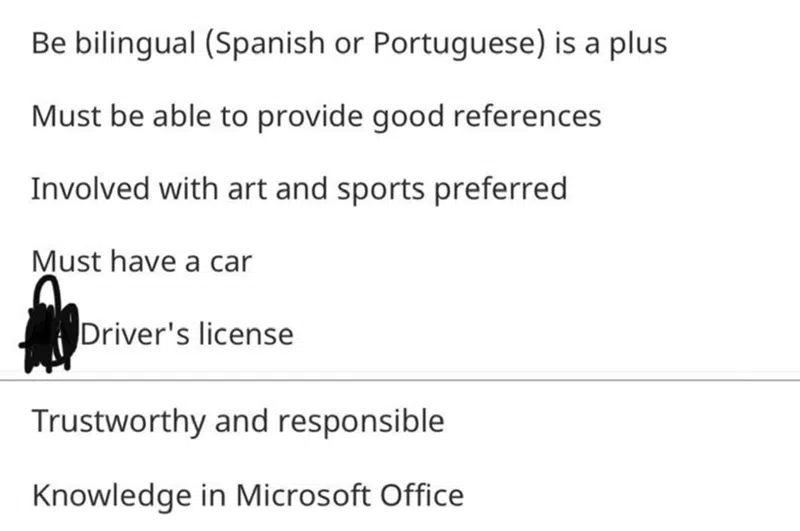 Be bilingual (Spanish or Portuguese) is a plus
Must be able to provide good references
Involved with art and sports preferred
Must have a car
Driver's license
Trustworthy and responsible
Knowledge in Microsoft Office